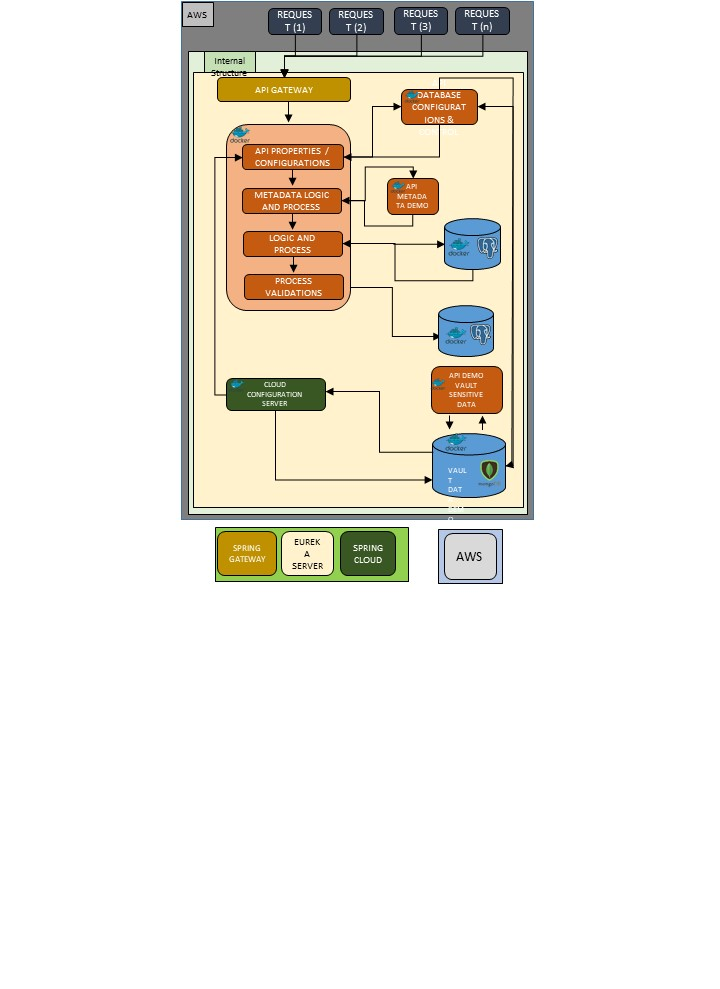 AWS
REQUES
T (1)
REQUES
T (2)
REQUES
T (3)
REQUES
T (n)
Internal
Structure
API GATEWAY
DATABASE
CONFIGURAT
IONS &
docker
API PROPERTIES /
CONFIGURATIONS
API
METADA
TA DEMO
METADATA LOGIC
AND PROCESS
LOGIC AND
PROCESS
docker
PROCESS
VALIDATIONS
docker
API DEMO
VAULT
SENSITIVE
DATA
CLOUD
CONFIGURATION
SERVER
docker
VAUL
T
DAT
SPRING
GATEWAY
EUREK
A
SERVER
SPRING
CLOUD
AWS